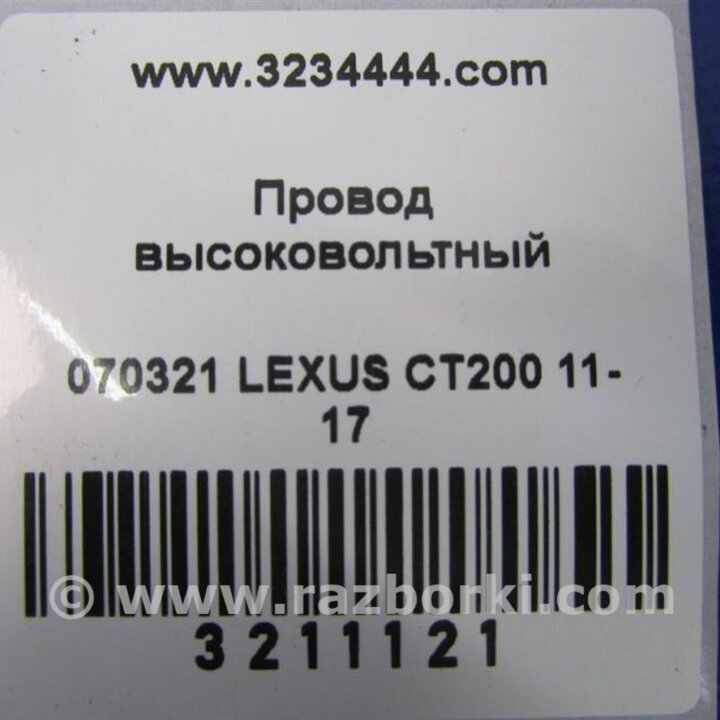 www.3234444.com
Провод
высоковольтный
070321 LEXUS CT200 11-
17
© www.razborki.com
3211121